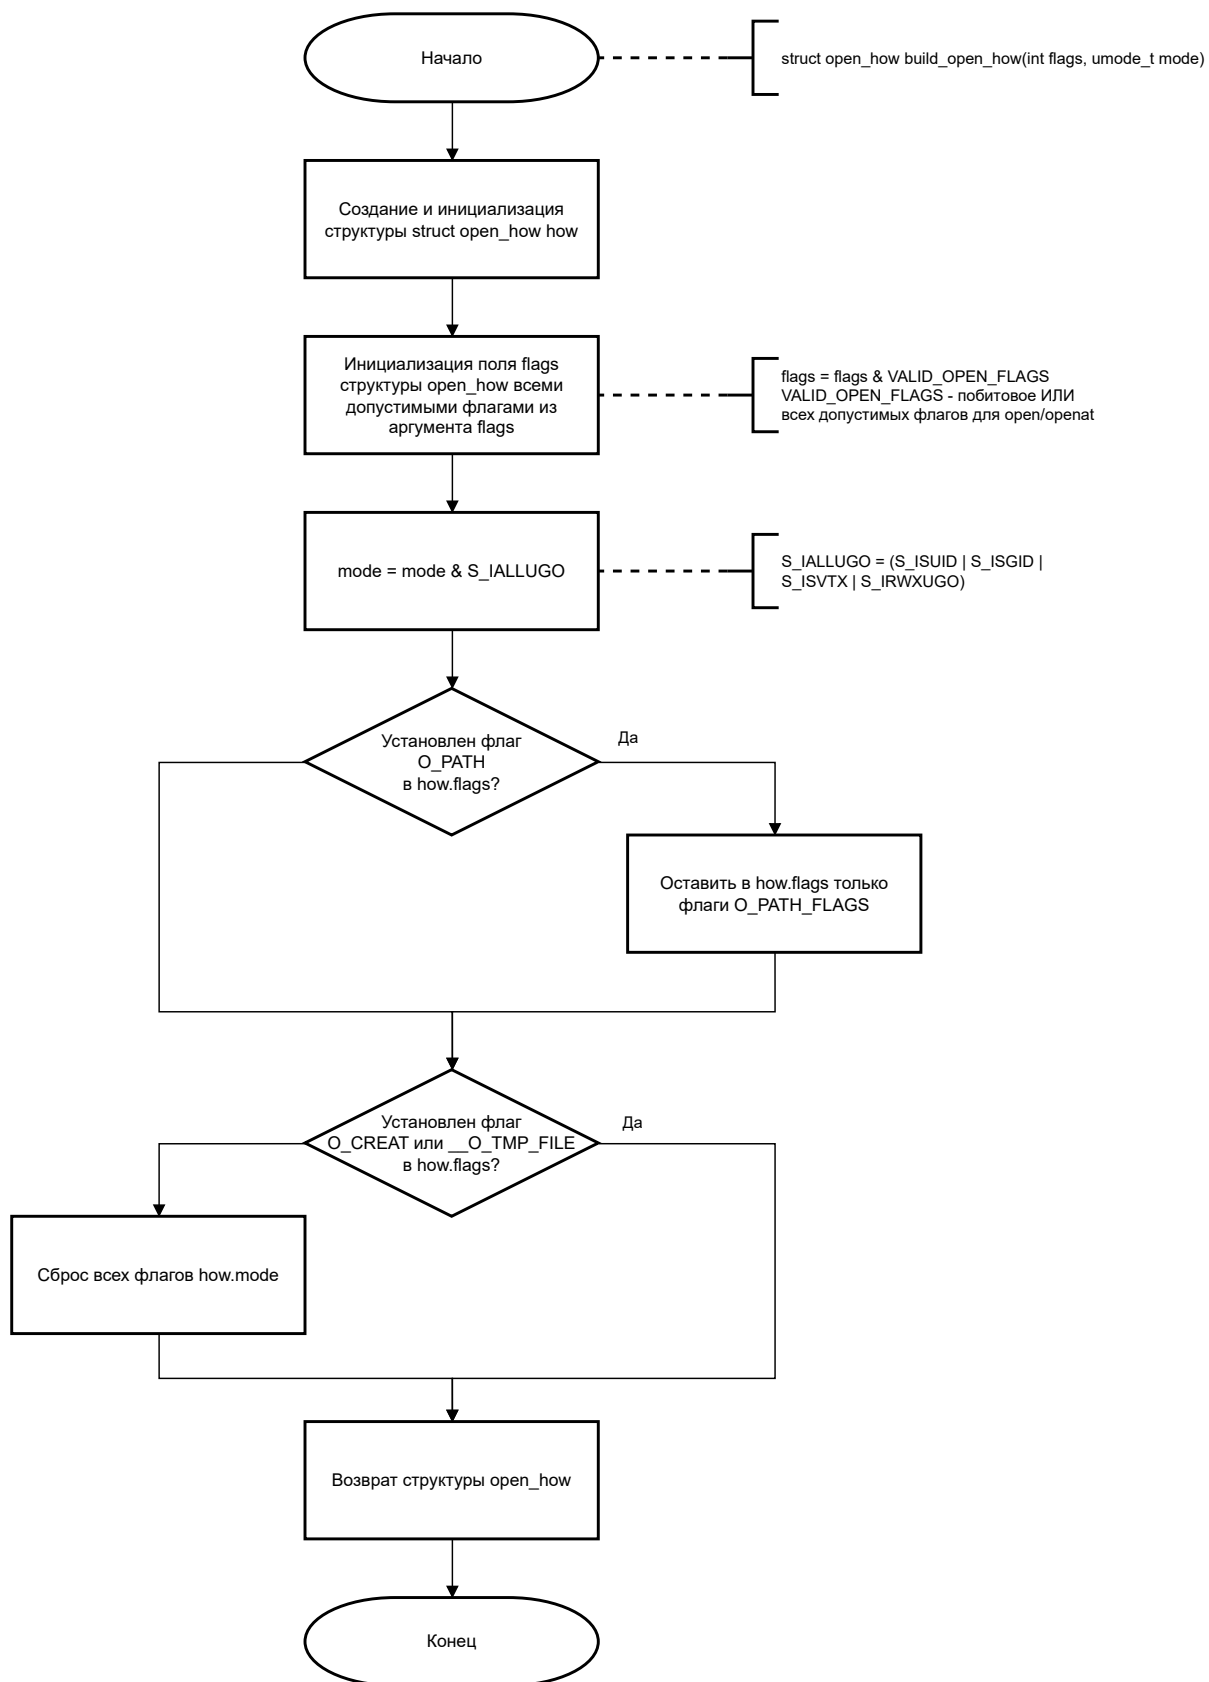 Начало
struct open_how build_open_how(int flags, umode_t mode)
Создание и инициализация
структуры struct open_how how
Инициализация поля flags
структуры open_how всеми
допустимыми флагами из
аргумента flags
flags = flags & VALID_OPEN_FLAGS
VALID_OPEN_FLAGS - побитовое ИЛИ
всех допустимых флагов для open/openat
mode = mode & S_IALLUGO
S_IALLUGO = (S_ISUID | S_ISGID |
S_ISVTX | S_IRWXUGO)
Установлен флаг
O_PATH
в how.flags?
Да
Оставить в how.flags только
флаги O_PATH_FLAGS
Установлен флаг
O_CREAT или __O_TMP_FILE
в how.flags?
Да
Сброс всех флагов how.mode
Возврат структуры open_how
Конец